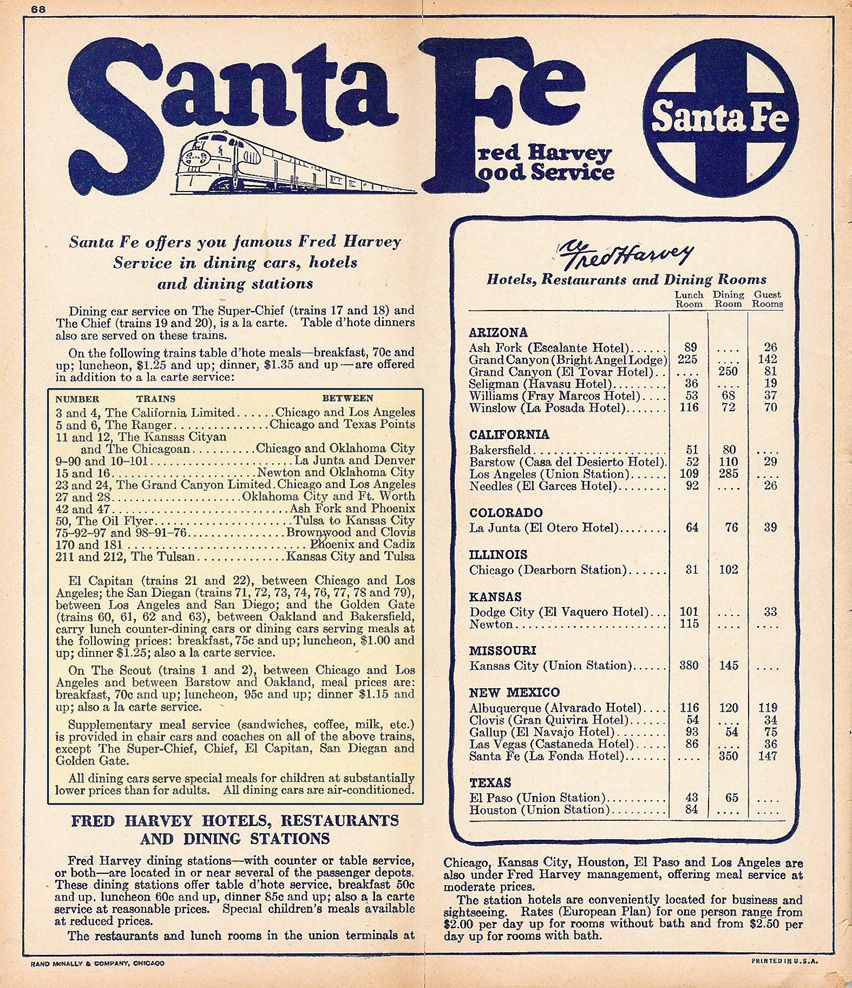 68
Santa Fe
Fred Harvey
Food Service
Santa Fe
Santa Fe offers you famous Fred Harvey
Service in dining cars, hotels
and dining stations
Dining car service on The Super-Chief (trains 17 and 18) and
The Chief (trains 19 and 20), is a la carte. Table d'hote dinners
also are served on these trains.
On the following trains table d'hote meals—breakfast, 70c and
up; luncheon, $1.25 and up; dinner, $1.35 and up—are offered
in addition to a la carte service:
NUMBER TRAINS BETWEEN
3 and 4, The California Limited......Chicago and Los Angeles
5 and 6, The Ranger...............Chicago and Texas Points
11 and 12, The Kansas Cityan
and The Chicagoan..........Chicago and Oklahoma City
9-90 and 10-101.......................La Junta and Denver
15 and 16.......................Newton and Oklahoma City
23 and 24, The Grand Canyon Limited.Chicago and Los Angeles
27 and 28....................Oklahoma City and Ft. Worth
42 and 47............................Ash Fork and Phoenix
50, The Oil Flyer......................Tulsa to Kansas City
75-92-97 and 98-91-76...............Brownwood and Clovis
170 and 181............................Phoenix and Cadiz
211 and 212, The Tulsan..............Kansas City and Tulsa
El Capitan (trains 21 and 22), between Chicago and Los
Angeles; the San Diegan (trains 71, 72, 73, 74, 76, 77, 78 and 79),
between Los Angeles and San Diego; and the Golden Gate
(trains 60, 61, 62 and 63), between Oakland and Bakersfield,
carry lunch counter-dining cars or dining cars serving meals at
the following prices: breakfast, 75c and up; luncheon, $1.00 and
up; dinner $1.25; also a la carte service.
On The Scout (trains 1 and 2), between Chicago and Los
Angeles and between Barstow and Oakland, meal prices are:
breakfast, 70c and up; luncheon, 95c and up; dinner $1.15 and
up; also a la carte service.
Supplementary meal service (sandwiches, coffee, milk, etc.)
is provided in chair cars and coaches on all of the above trains,
except The Super-Chief, Chief, El Capitan, San Diegan and
Golden Gate.
All dining cars serve special meals for children at substantially
lower prices than for adults. All dining cars are air-conditioned.
FRED HARVEY HOTELS, RESTAURANTS
AND DINING STATIONS
Fred Harvey dining stations—with counter or table service,
or both—are located in or near several of the passenger depots.
These dining stations offer table d'hote service, breakfast 50c
and up, luncheon 60c and up, dinner 85c and up; also a la carte
service at reasonable prices. Special children's meals available
at reduced prices.
The restaurants and lunch rooms in the union terminals at
Fred Harvey
Hotels, Restaurants and Dining Rooms
Lunch Room Dining Room Guest Rooms
ARIZONA
Ash Fork (Escalante Hotel)...... 89 .... 26
Grand Canyon (Bright Angel Lodge) 225 .... 142
Grand Canyon (El Tovar Hotel).. .... 250 81
Seligman (Havasu Hotel)......... 36 .... 19
Williams (Fray Marcos Hotel).... 53 68 37
Winslow (La Posada Hotel)....... 116 72 70
CALIFORNIA
Bakersfield..................... 51 80 ....
Barstow (Casa del Desierto Hotel). 52 110 29
Los Angeles (Union Station)...... 109 285 ....
Needles (El Garces Hotel)........ 92 .... 26
COLORADO
La Junta (El Otero Hotel)........ 64 76 39
ILLINOIS
Chicago (Dearborn Station)...... 31 102
KANSAS
Dodge City (El Vaquero Hotel)... 101 .... 33
Newton......................... 115 ....
MISSOURI
Kansas City (Union Station)...... 380 145 ....
NEW MEXICO
Albuquerque (Alvarado Hotel).... 116 120 119
Clovis (Gran Quivira Hotel)...... 54 .... 34
Gallup (El Navajo Hotel)........ 93 54 75
Las Vegas (Castaneda Hotel)..... 86 .... 36
Santa Fe (La Fonda Hotel)....... .... 350 147
TEXAS
El Paso (Union Station).......... 43 65 ....
Houston (Union Station)......... 84 .... ....
Chicago, Kansas City, Houston, El Paso and Los Angeles are
also under Fred Harvey management, offering meal service at
moderate prices.
The station hotels are conveniently located for business and
sightseeing. Rates (European Plan) for one person range from
$2.00 per day up for rooms without bath and from $2.50 per
day up for rooms with bath.
RAND McNALLY & COMPANY, CHICAGO
PRINTED IN U.S.A.